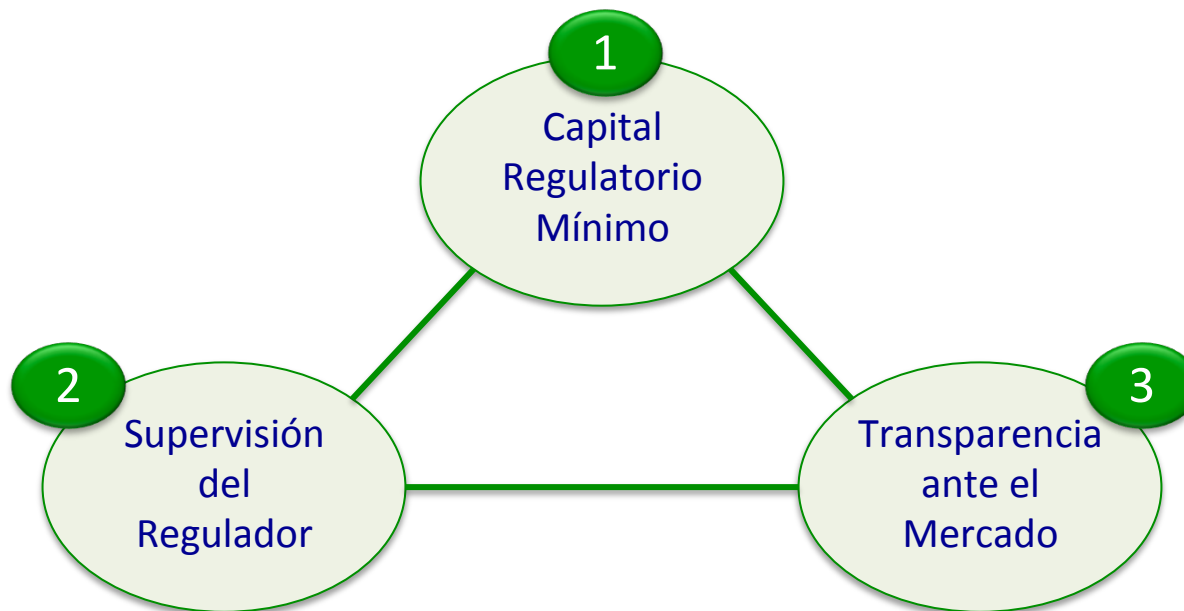 1
Capital
Regulatorio
Mínimo
2
Supervisión
del
Regulador
3
Transparencia
ante el
Mercado